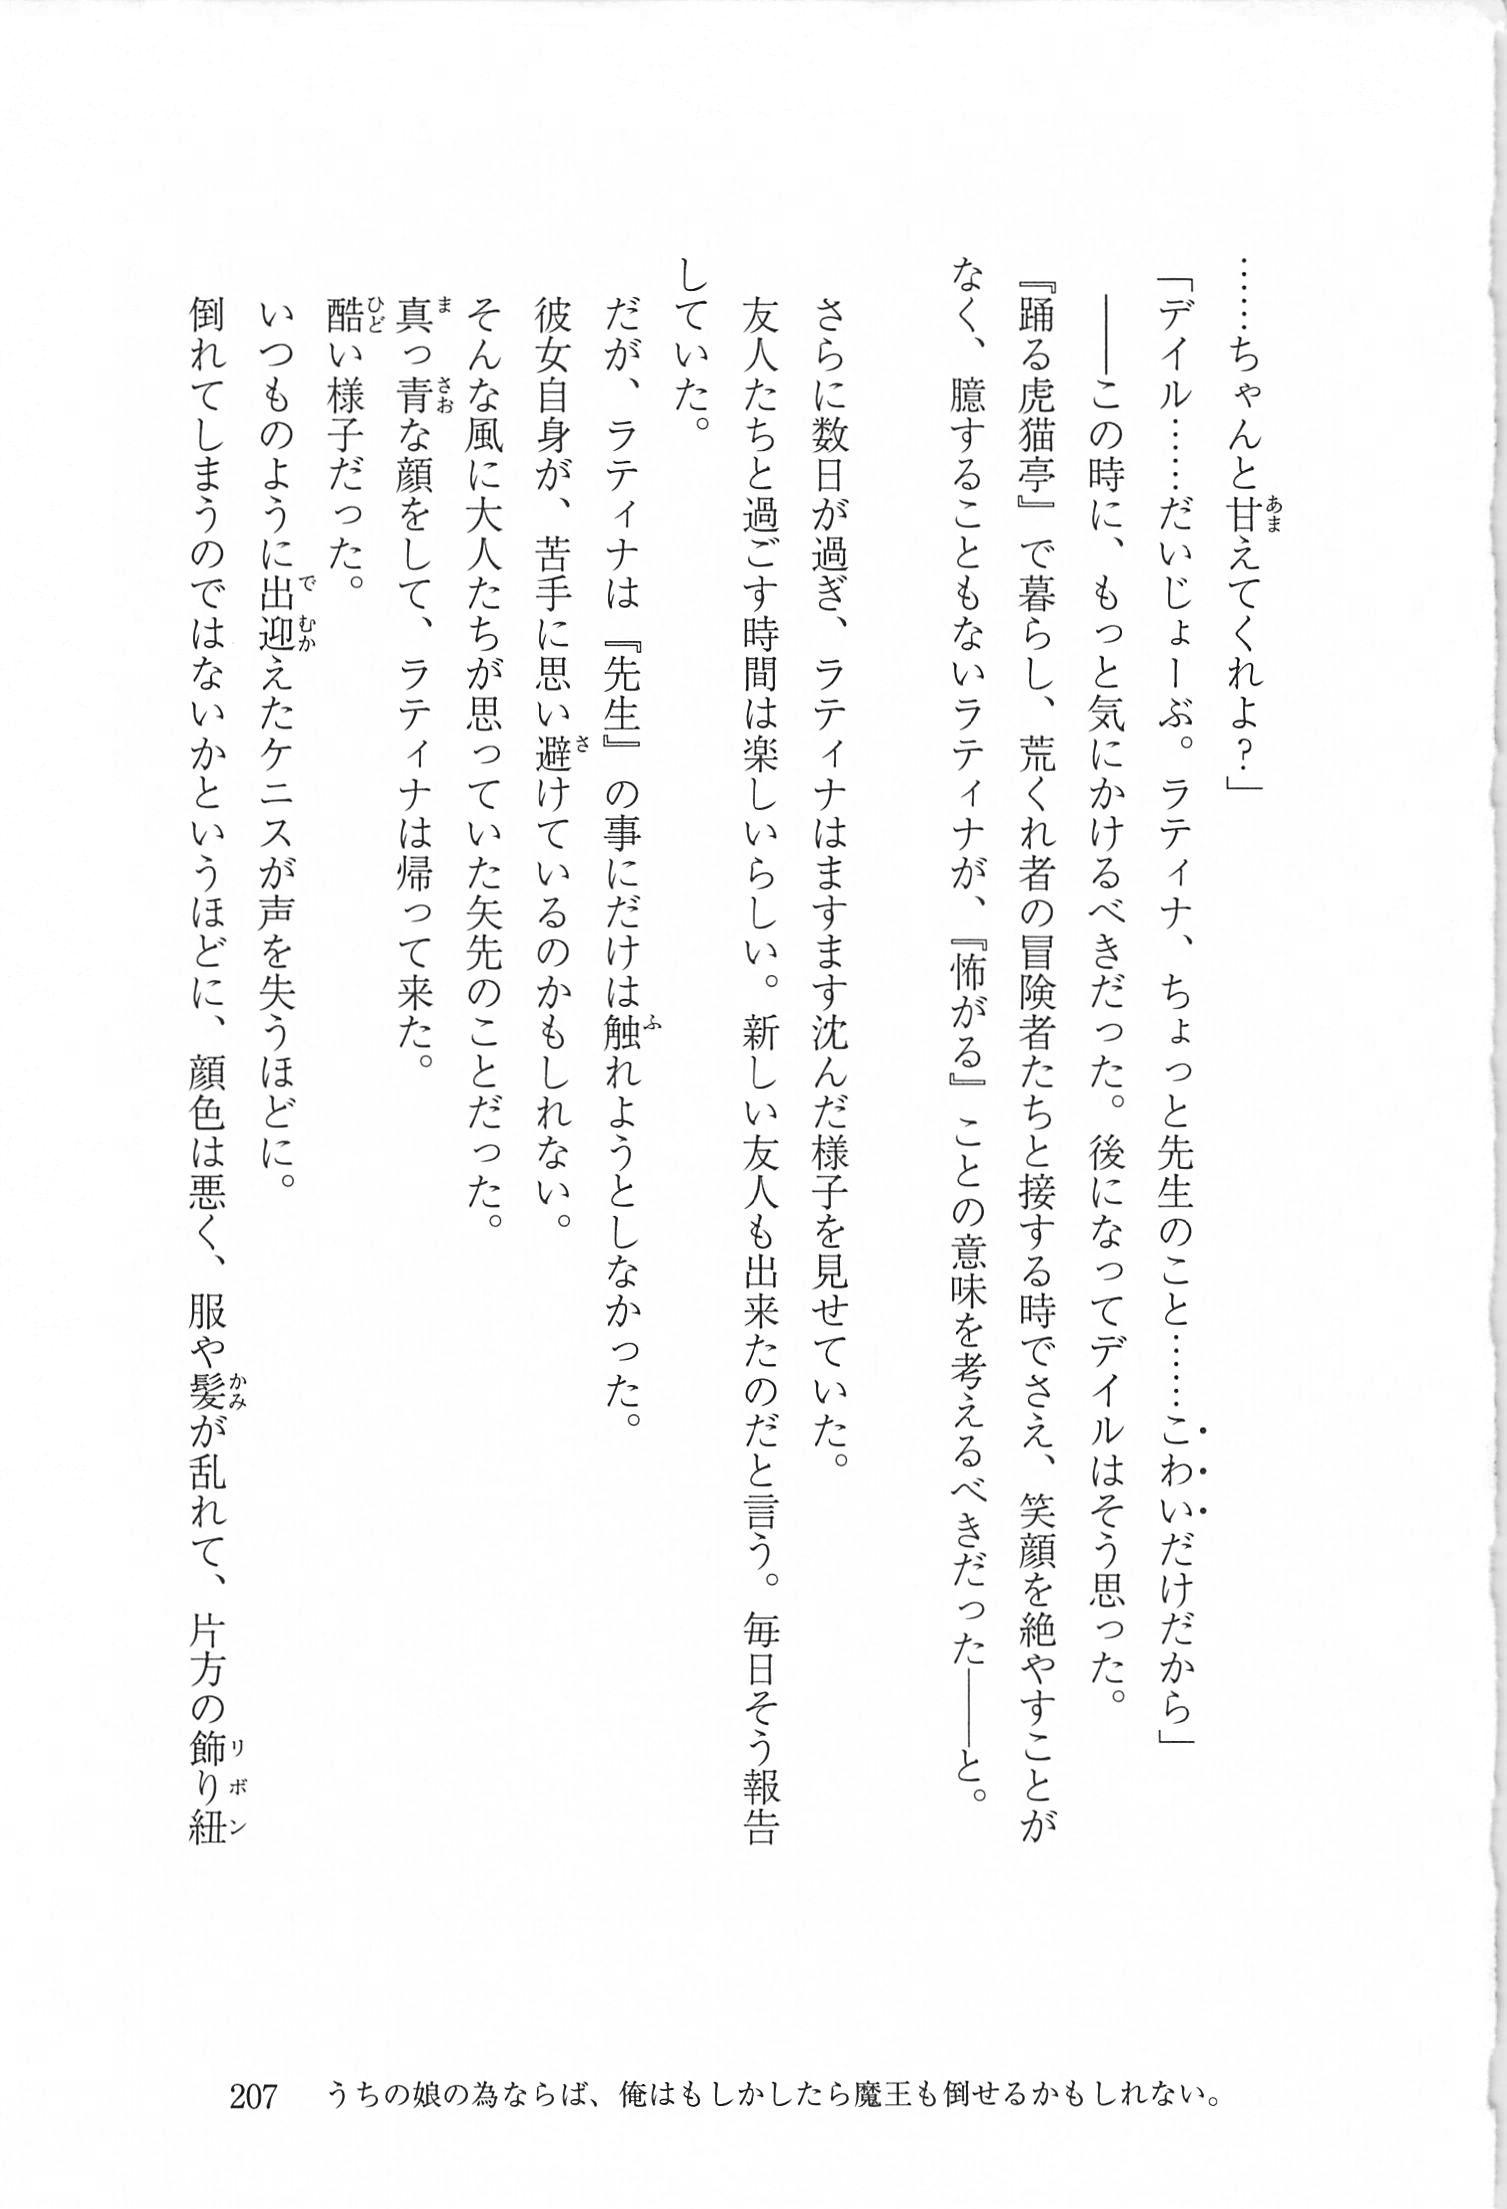 ……ちゃんと甘えてくれよ？」
「デイル……だいじょーぶ。ラティナ、ちょっと先生のこと……こわいだけだから」
――この時に、もっと気にかけるべきだった。後になってデイルはそう思った。
『踊る虎猫亭』で暮らし、荒くれ者の冒険者たちと接する時でさえ、笑顔を絶やすことが
なく、臆することもないラティナが、『怖がる』ことの意味を考えるべきだった――と。
さらに数日が過ぎ、ラティナはますます沈んだ様子を見せていた。
友人たちと過ごす時間は楽しいらしい。新しい友人も出来たのだと言う。毎日そう報告
していた。
だが、ラティナは『先生』の事にだけは触れようとしなかった。
彼女自身が、苦手に思い避けているのかもしれない。
そんな風に大人たちが思っていた矢先のことだった。
真っ青な顔をして、ラティナは帰って来た。
酷い様子だった。
いつものように出迎えたケニスが声を失うほどに。
倒れてしまうのではないかというほどに、顔色は悪く、服や髪が乱れて、片方の飾り紐
207 うちの娘の為ならば、俺はもしかしたら魔王も倒せるかもしれない。